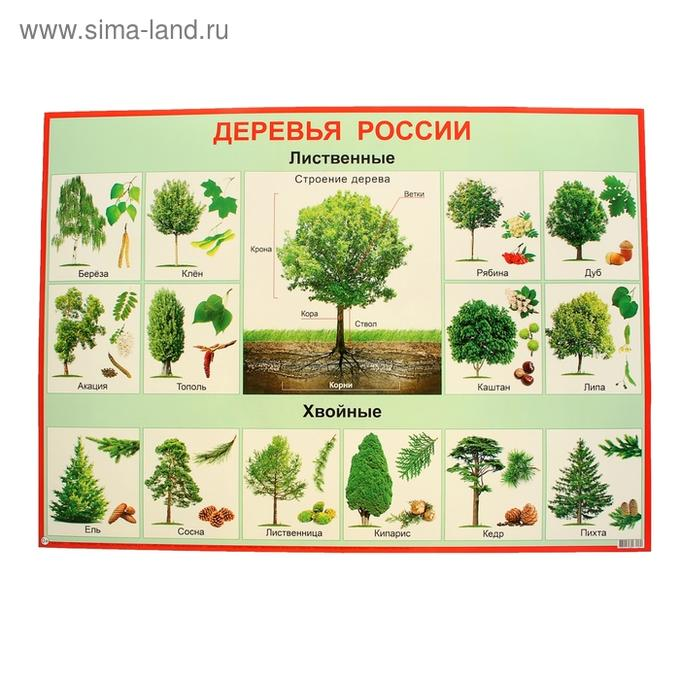 www.sima-land.ru
ДЕРЕВЬЯ РОССИИ
Лиственные
Берёза
Клён
Строение дерева
Ветки
Крона
Кора
Ствол
Корни
Рябина
Дуб
Акация
Тополь
Каштан
Липа
Хвойные
Ель
Сосна
Лиственница
Кипарис
Кедр
Пихта